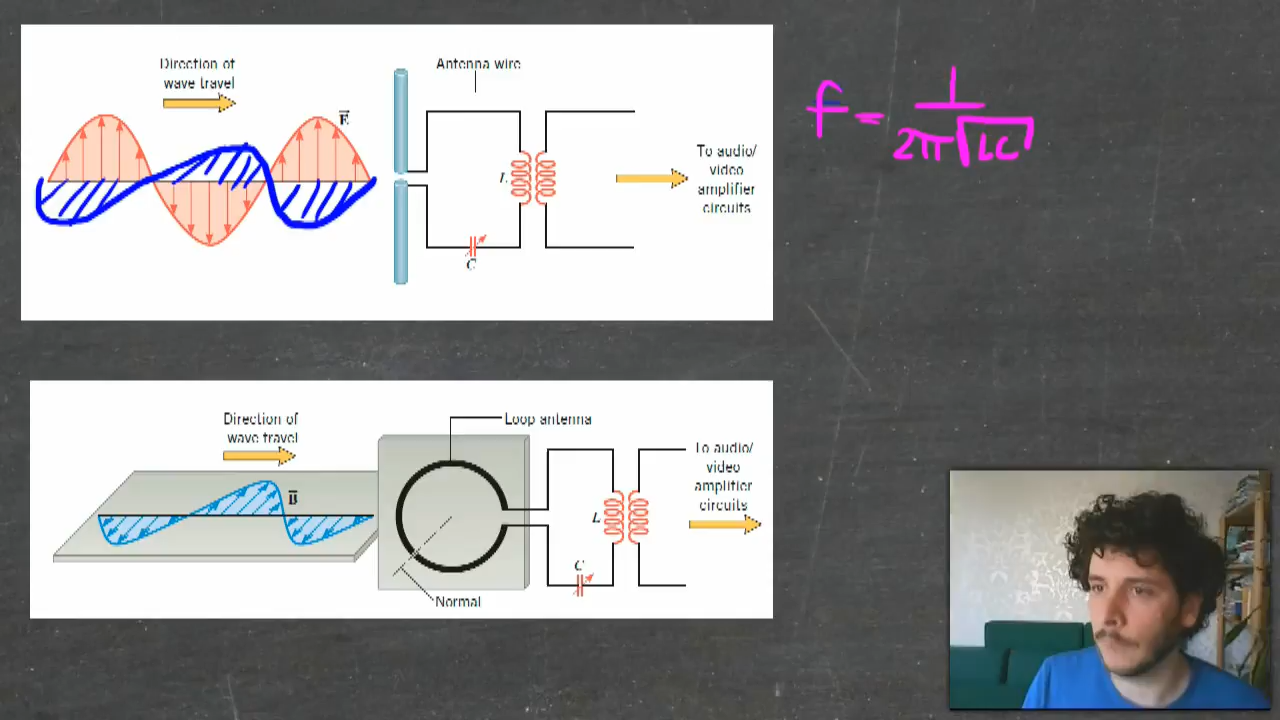 Direction of
wave travel
E
Antenna wire
L
C
To audio/
video
amplifier
circuits
f = 1
2π√LC
Direction of
wave travel
B
Loop antenna
Normal
L
C
To audio/
video
amplifier
circuits